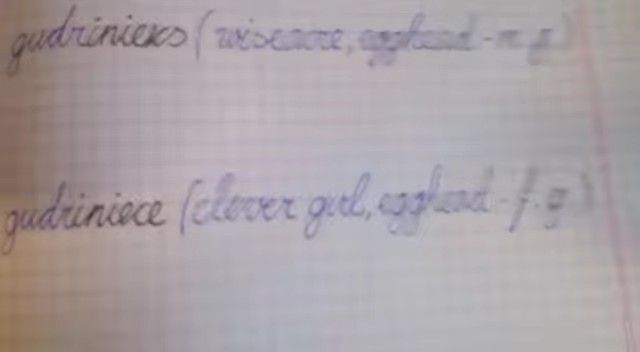 gudrinieks (wiseacre, egghead - m.g)
gudriniece (clever girl, egghead - f.g)